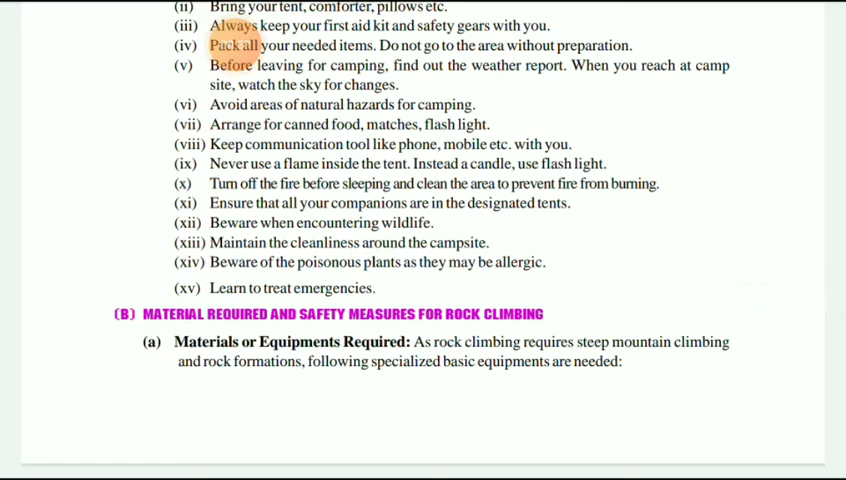 (ii) Bring your tent, comforter, pillows etc.
(iii) Always keep your first aid kit and safety gears with you.
(iv) Pack all your needed items. Do not go to the area without preparation.
(v) Before leaving for camping, find out the weather report. When you reach at camp
site, watch the sky for changes.
(vi) Avoid areas of natural hazards for camping.
(vii) Arrange for canned food, matches, flash light.
(viii) Keep communication tool like phone, mobile etc. with you.
(ix) Never use a flame inside the tent. Instead a candle, use flash light.
(x) Turn off the fire before sleeping and clean the area to prevent fire from burning.
(xi) Ensure that all your companions are in the designated tents.
(xii) Beware when encountering wildlife.
(xiii) Maintain the cleanliness around the campsite.
(xiv) Beware of the poisonous plants as they may be allergic.
(xv) Learn to treat emergencies.
(B) MATERIAL REQUIRED AND SAFETY MEASURES FOR ROCK CLIMBING
(a) Materials or Equipments Required: As rock climbing requires steep mountain climbing
and rock formations, following specialized basic equipments are needed: